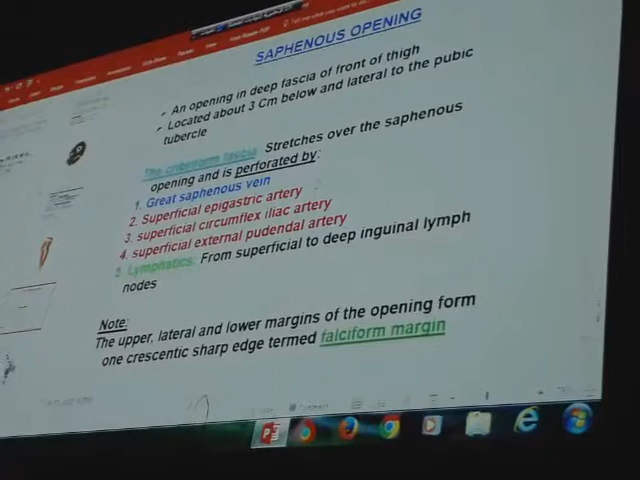 SAPHENOUS OPENING
✓ An opening in deep fascia of front of thigh
✓ Located about 3 Cm below and lateral to the pubic
tubercle
The cribriform fascia: Stretches over the saphenous
opening and is perforated by:
1. Great saphenous vein
2. Superficial epigastric artery
3. superficial circumflex iliac artery
4. superficial external pudendal artery
5. Lymphatics: From superficial to deep inguinal lymph
nodes
Note:
The upper, lateral and lower margins of the opening form
one crescentic sharp edge termed falciform margin